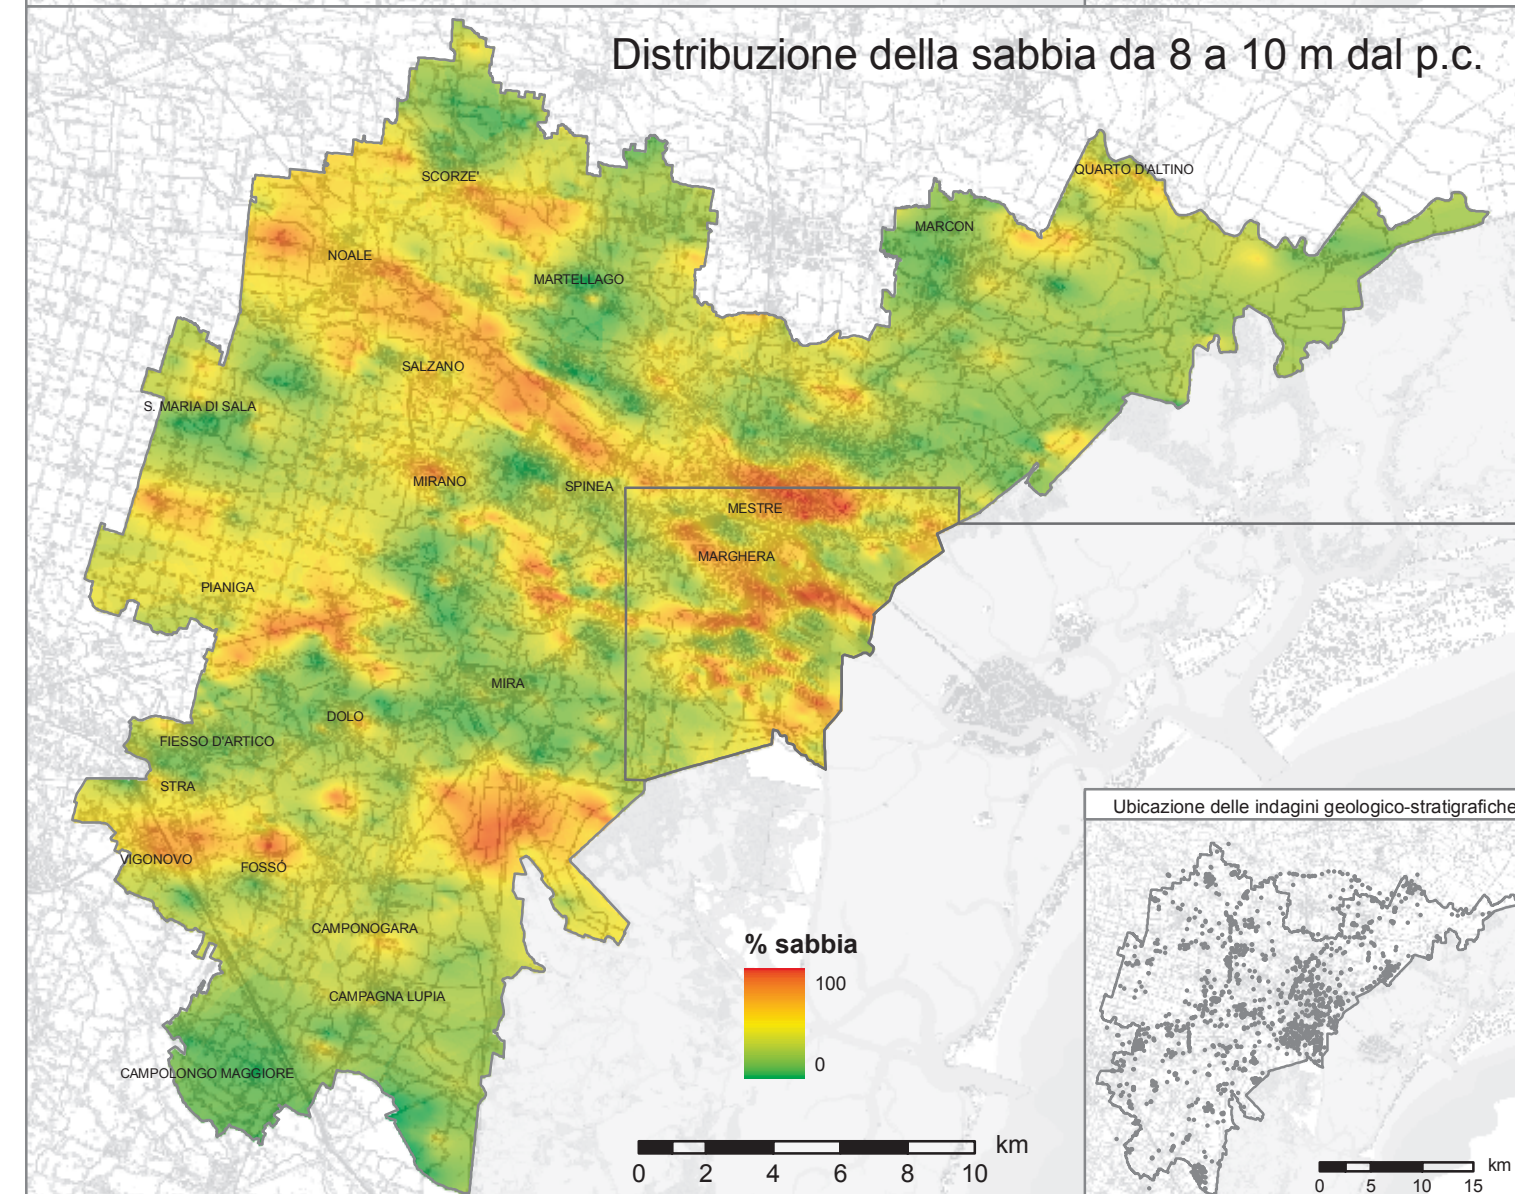 Distribuzione della sabbia da 8 a 10 m dal p.c.
QUARTO D'ALTINO
SCORZE'
MARCON
NOALE
MARTELLAGO
SALZANO
S. MARIA DI SALA
MIRANO
SPINEA
MESTRE
MARGHERA
PIANIGA
MIRA
DOLO
FIESSO D'ARTICO
STRA
VIGONOVO
FOSSÓ
CAMPONOGARA
CAMPAGNA LUPIA
CAMPOLONGO MAGGIORE
% sabbia
100
0
km
0 2 4 6 8 10
Ubicazione delle indagini geologico-stratigrafiche
km
0 5 10 15